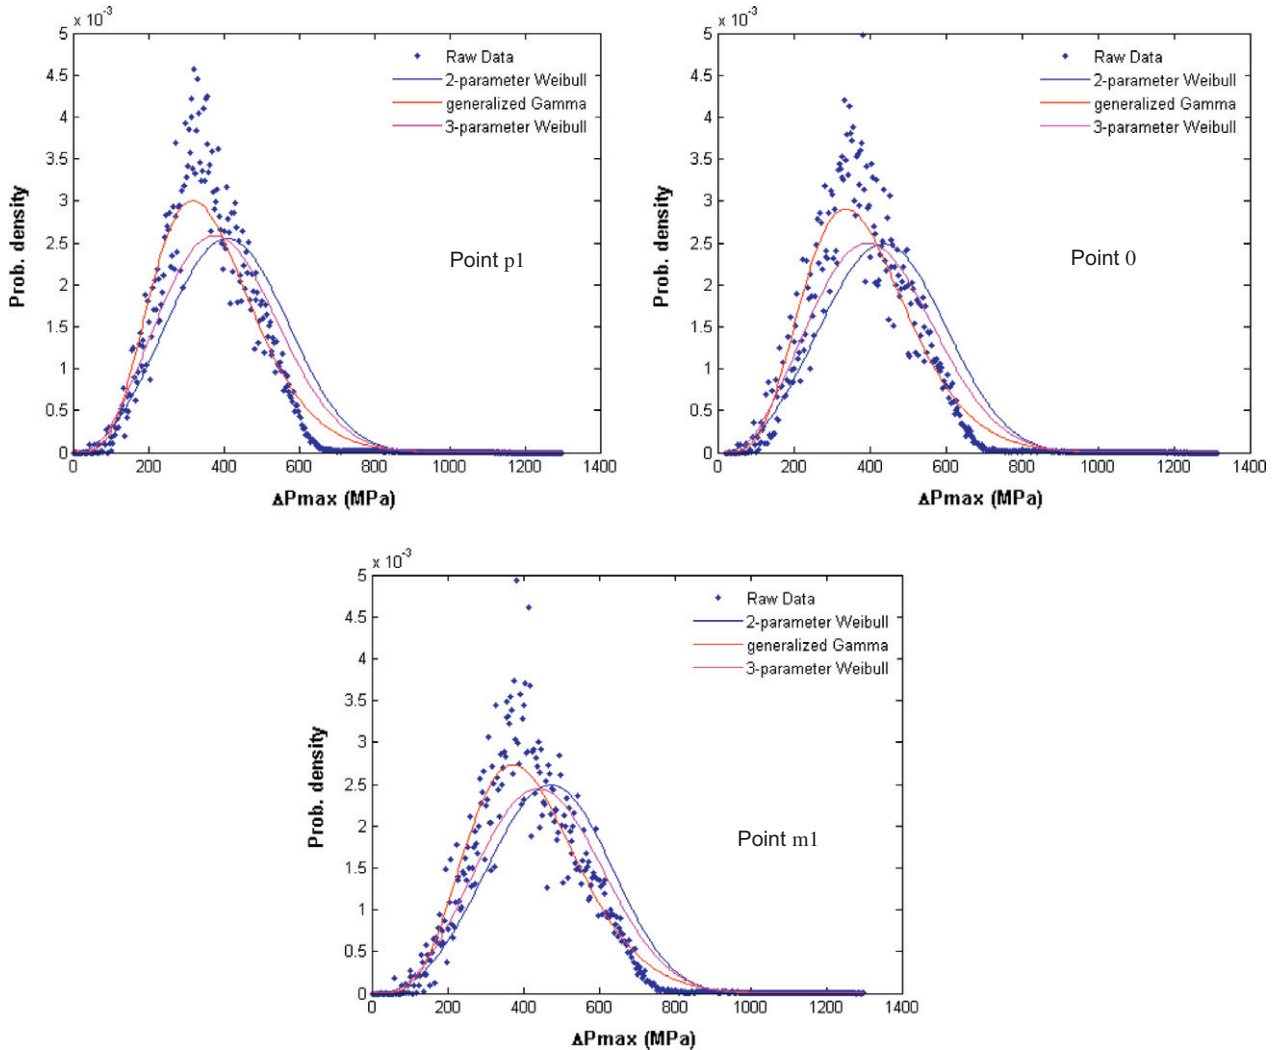 x 10⁻³
5
4.5
4
3.5
3
2.5
2
1.5
1
0.5
0
Prob. density
Raw Data
2-parameter Weibull
generalized Gamma
3-parameter Weibull
Point p1
0 200 400 600 800 1000 1200 1400
ΔPmax (MPa)
x 10⁻³
5
4.5
4
3.5
3
2.5
2
1.5
1
0.5
0
Prob. density
Raw Data
2-parameter Weibull
generalized Gamma
3-parameter Weibull
Point 0
0 200 400 600 800 1000 1200 1400
ΔPmax (MPa)
x 10⁻³
5
4.5
4
3.5
3
2.5
2
1.5
1
0.5
0
Prob. density
Raw Data
2-parameter Weibull
generalized Gamma
3-parameter Weibull
Point m1
0 200 400 600 800 1000 1200 1400
ΔPmax (MPa)